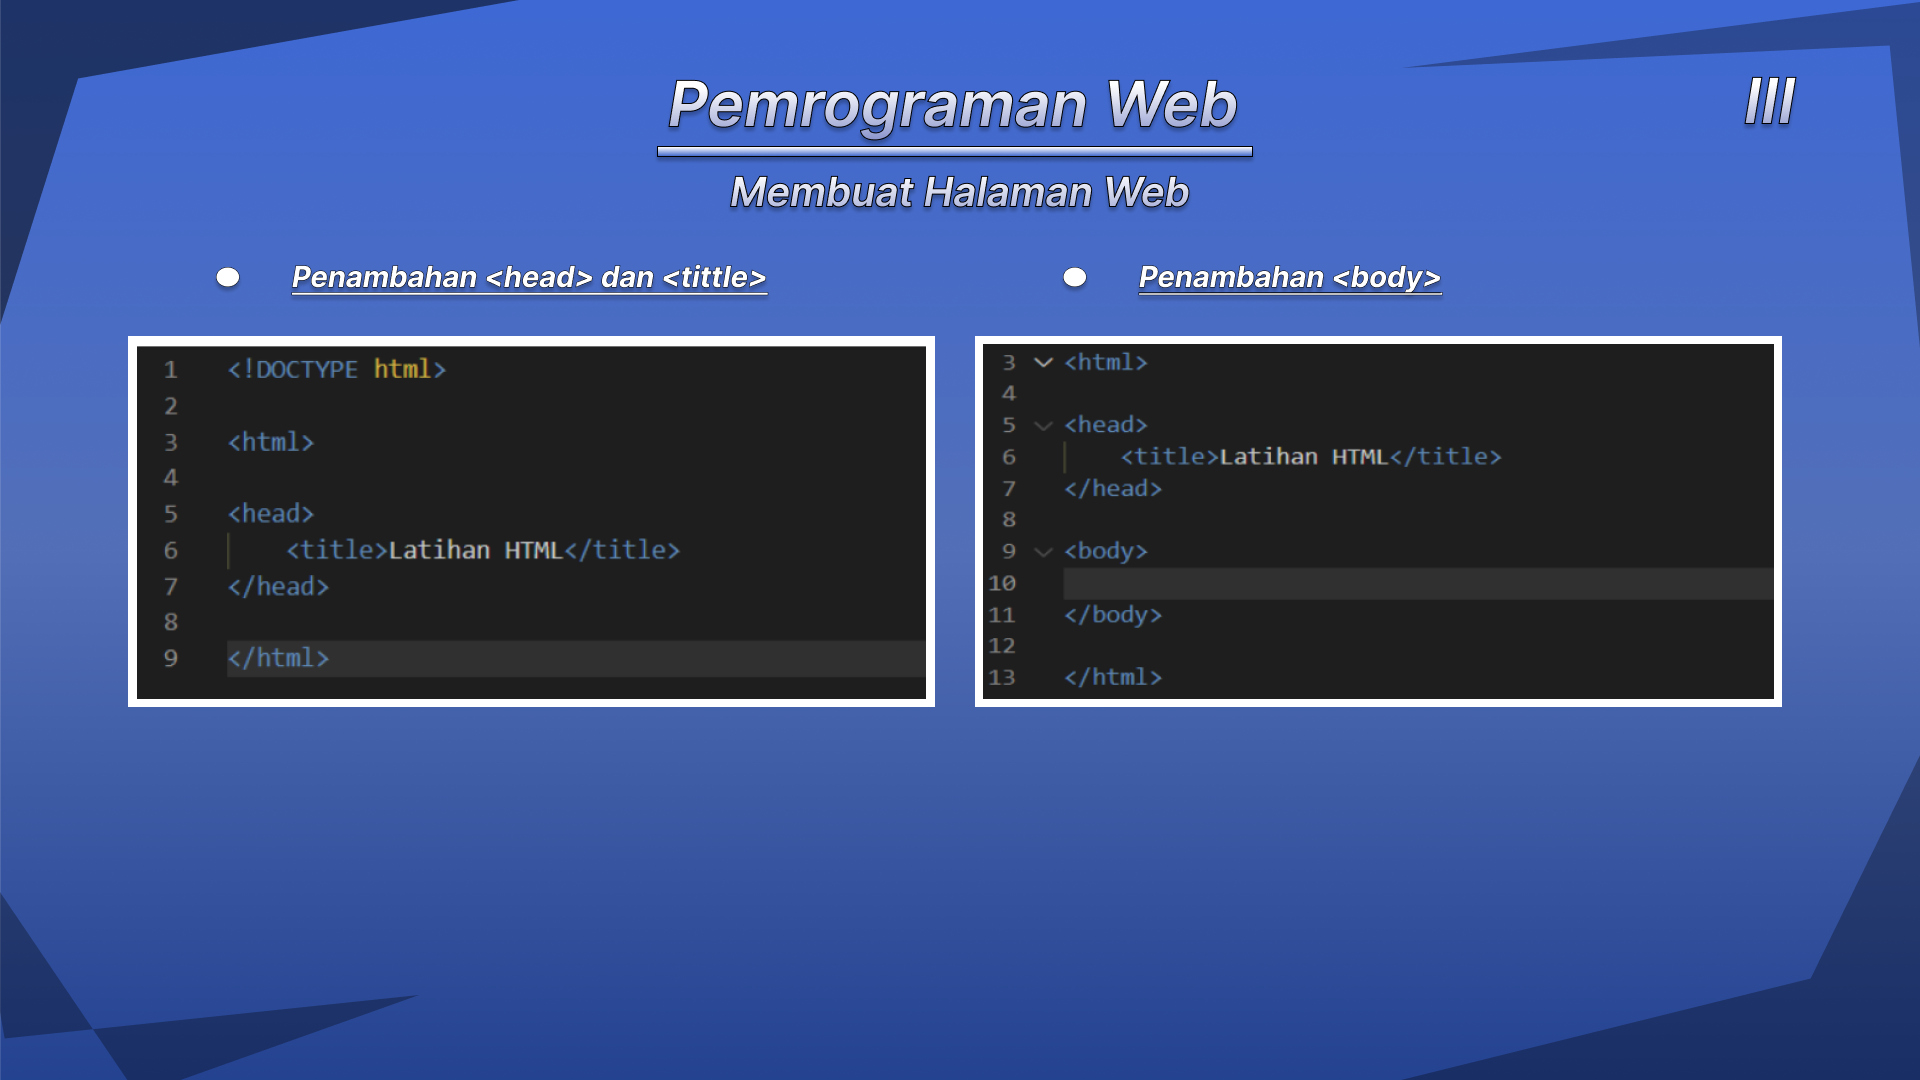 Pemrograman Web
III
Membuat Halaman Web
Penambahan <head> dan <tittle>
1 <!DOCTYPE html>
2
3 <html>
4
5 <head>
6 <title>Latihan HTML</title>
7 </head>
8
9 </html>
Penambahan <body>
3 <html>
4
5 <head>
6 <title>Latihan HTML</title>
7 </head>
8
9 <body>
10
11 </body>
12
13 </html>